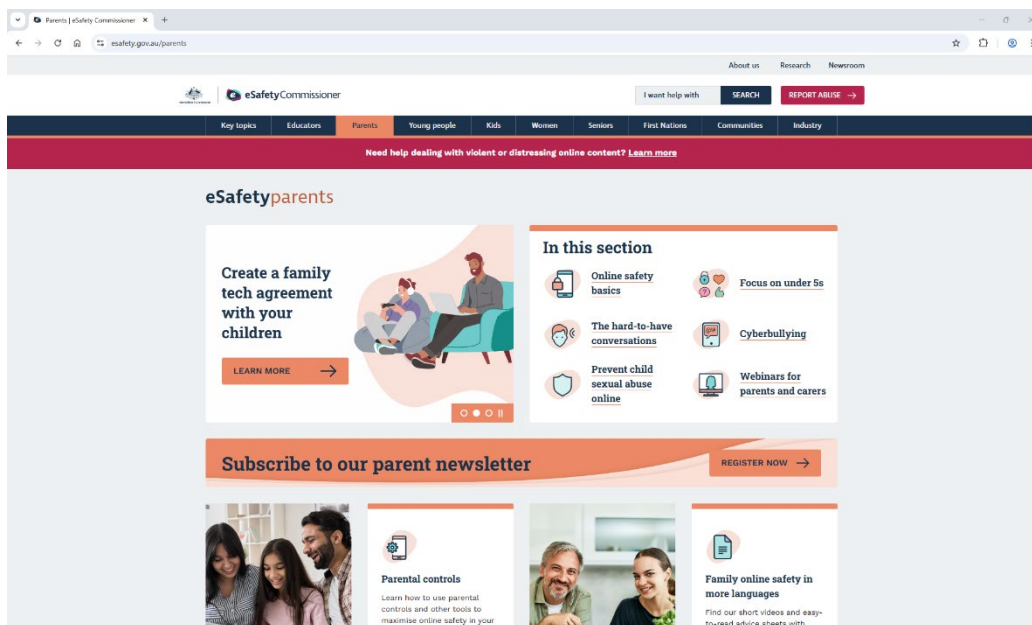 Parents | eSafety Commissioner
esafety.gov.au/parents
About us Research Newsroom
eSafetyCommissioner
I want help with SEARCH REPORT ABUSE
Key topics Educators Parents Young people Kids Women Seniors First Nations Communities Industry
Need help dealing with violent or distressing online content? Learn more
eSafetyparents
Create a family
tech agreement
with your
children
LEARN MORE
In this section
Online safety
basics
Focus on under 5s
The hard-to-have
conversations
Cyberbullying
Prevent child
sexual abuse
online
Webinars for
parents and carers
Subscribe to our parent newsletter
REGISTER NOW
Parental controls
Learn how to use parental
controls and other tools to
maximise online safety in your
Family online safety in
more languages
Find our short videos and easy-
to-read advice sheets with